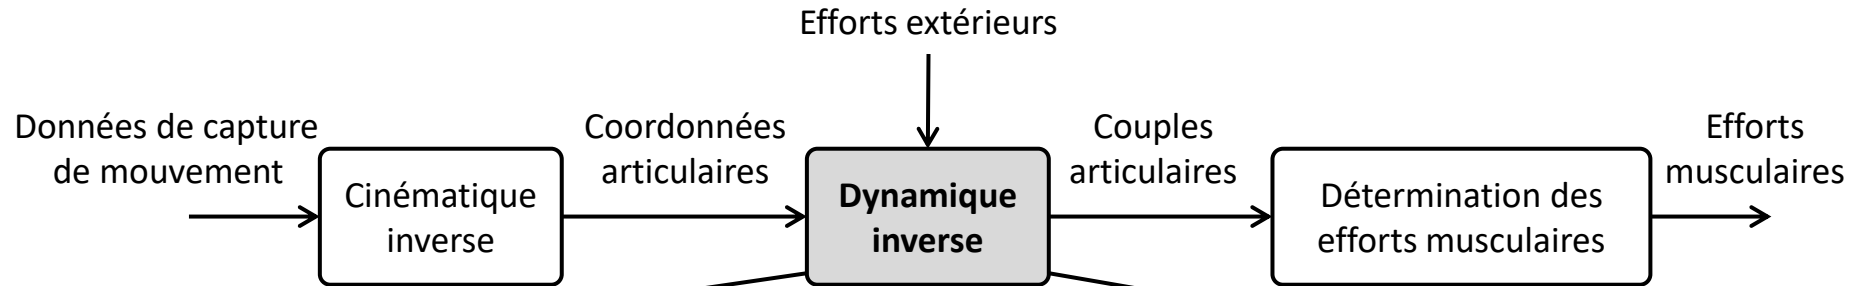 Efforts extérieurs
Données de capture
de mouvement
Cinématique
inverse
Coordonnées
articulaires
Dynamique
inverse
Couples
articulaires
Détermination des
efforts musculaires
Efforts
musculaires